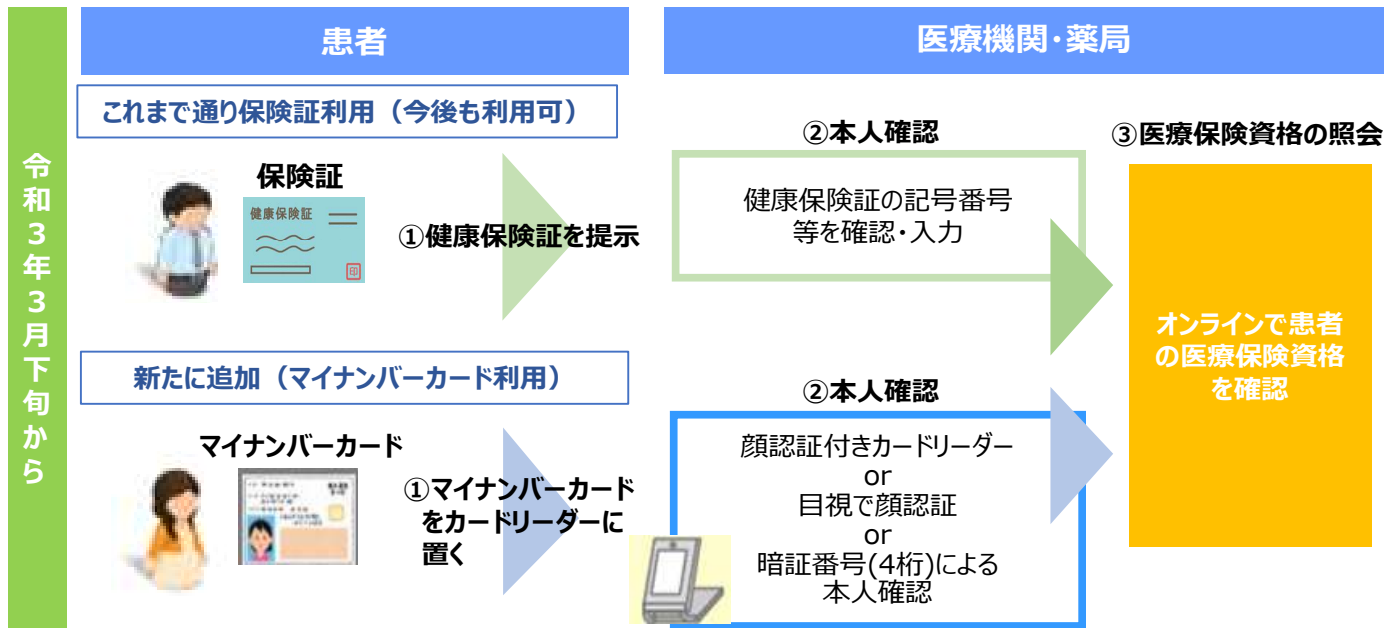 令和3年3月下旬から
患者
医療機関・薬局
これまで通り保険証利用（今後も利用可）
保険証
健康保険証
印
①健康保険証を提示
②本人確認
健康保険証の記号番号
等を確認・入力
③医療保険資格の照会
オンラインで患者
の医療保険資格
を確認
新たに追加（マイナンバーカード利用）
マイナンバーカード
①マイナンバーカード
をカードリーダーに
置く
②本人確認
顔認証付きカードリーダー
or
目視で顔認証
or
暗証番号(4桁)による
本人確認